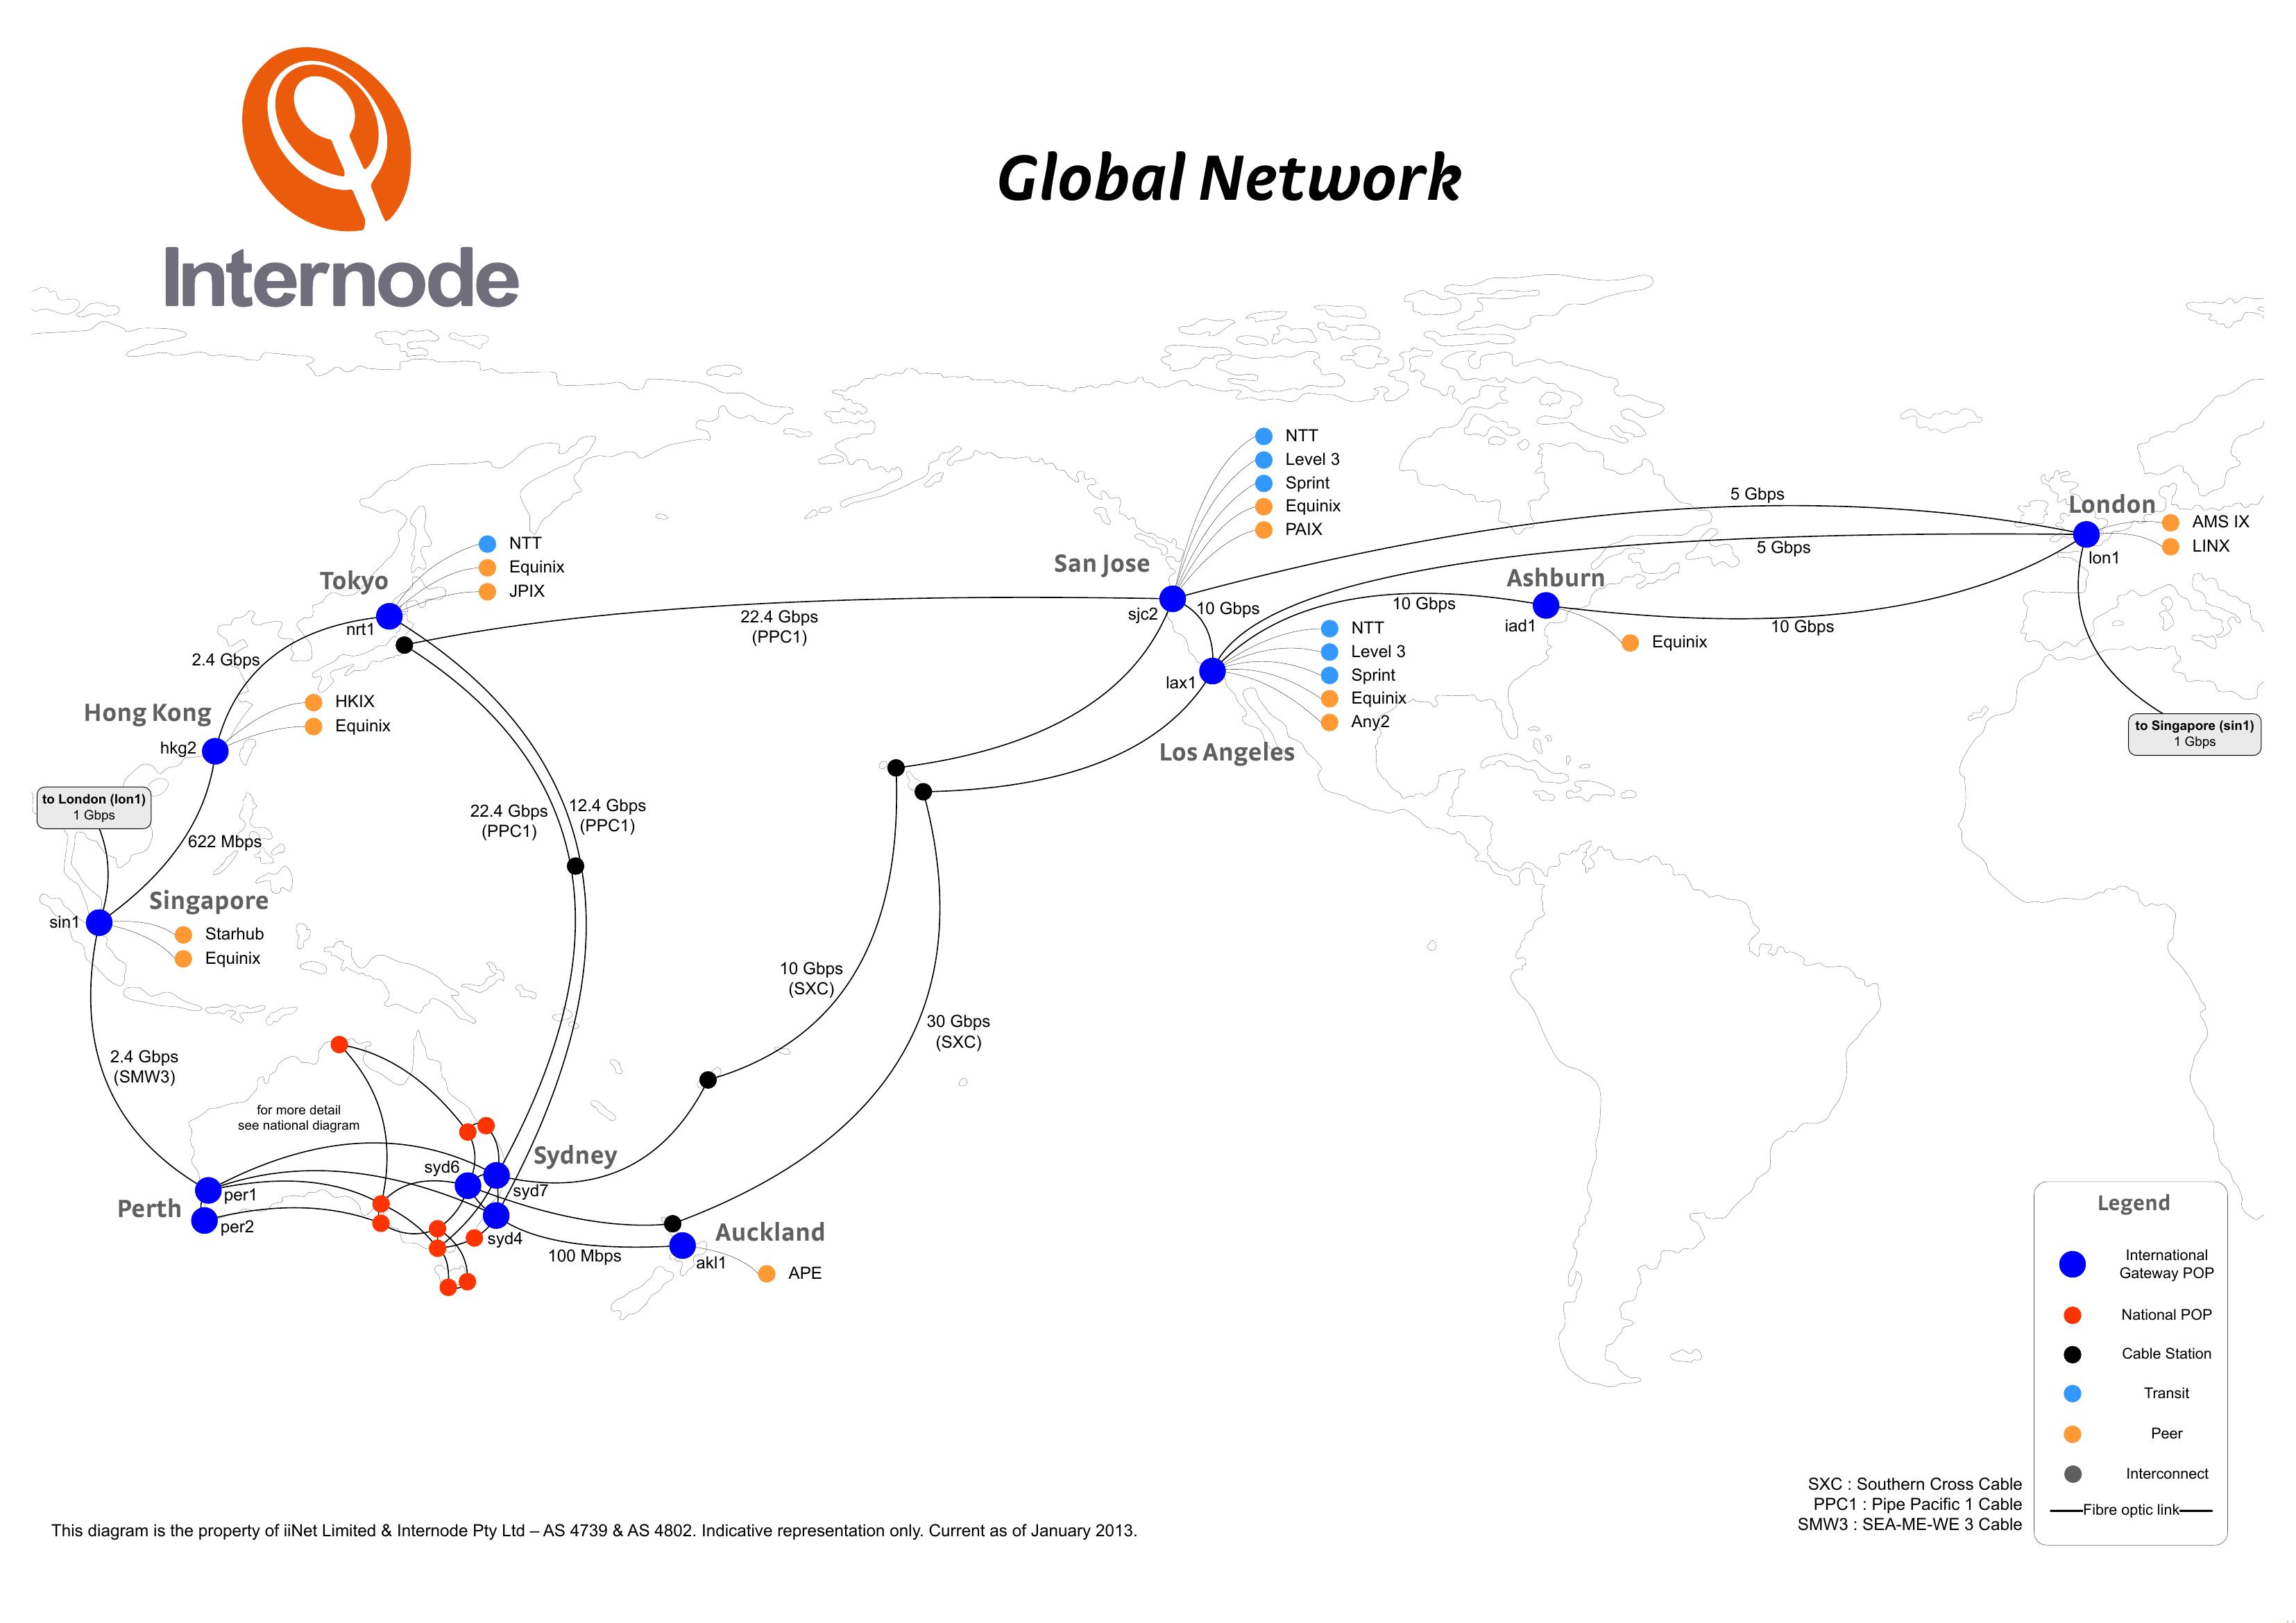 Internode
Global Network
NTT
Level 3
Sprint
Equinix
PAIX
San Jose
sjc2
10 Gbps
5 Gbps
5 Gbps
London
lon1
AMS IX
LINX
Ashburn
iad1
10 Gbps
10 Gbps
Equinix
to Singapore (sin1)
1 Gbps
NTT
Level 3
Sprint
Equinix
Any2
lax1
Los Angeles
NTT
Equinix
JPIX
Tokyo
nrt1
22.4 Gbps
(PPC1)
2.4 Gbps
HKIX
Equinix
Hong Kong
hkg2
to London (lon1)
1 Gbps
622 Mbps
22.4 Gbps
(PPC1)
12.4 Gbps
(PPC1)
Singapore
sin1
Starhub
Equinix
10 Gbps
(SXC)
30 Gbps
(SXC)
2.4 Gbps
(SMW3)
for more detail
see national diagram
Sydney
syd6
syd7
syd4
Perth
per1
per2
100 Mbps
Auckland
akl1
APE
Legend
International
Gateway POP
National POP
Cable Station
Transit
Peer
Interconnect
Fibre optic link
SXC : Southern Cross Cable
PPC1 : Pipe Pacific 1 Cable
SMW3 : SEA-ME-WE 3 Cable
This diagram is the property of iiNet Limited & Internode Pty Ltd – AS 4739 & AS 4802. Indicative representation only. Current as of January 2013.